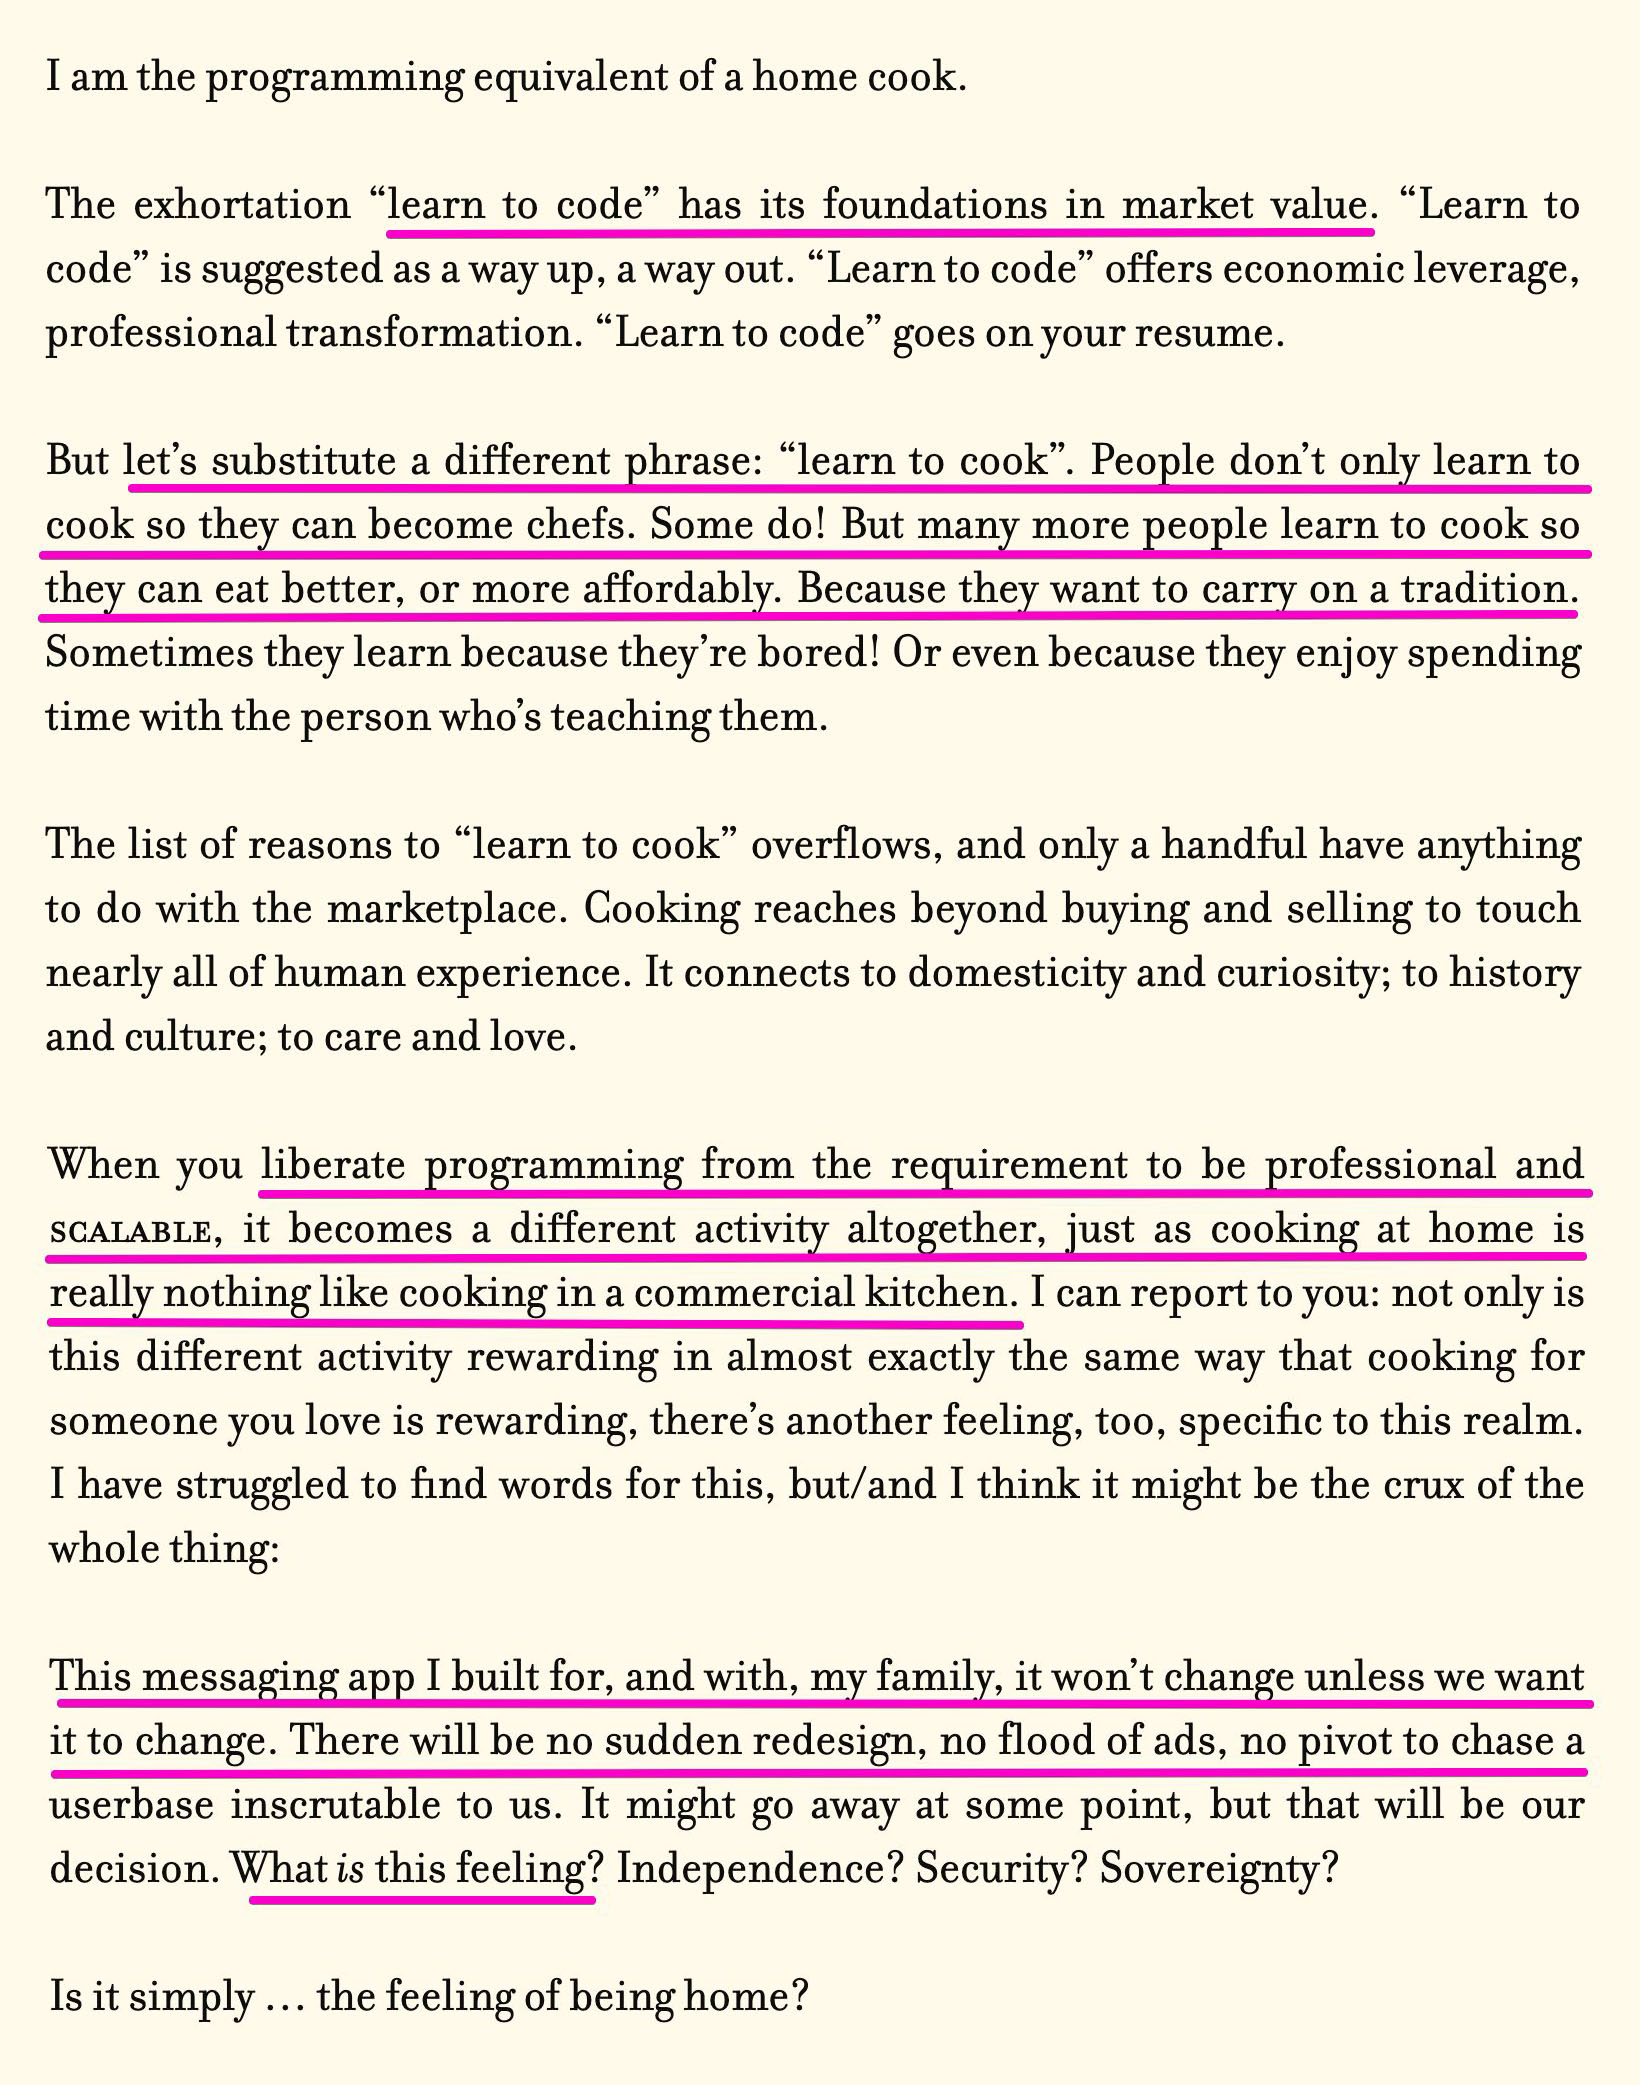 I am the programming equivalent of a home cook.
The exhortation “learn to code” has its foundations in market value. “Learn to
code” is suggested as a way up, a way out. “Learn to code” offers economic leverage,
professional transformation. “Learn to code” goes on your resume.
But let’s substitute a different phrase: “learn to cook”. People don’t only learn to
cook so they can become chefs. Some do! But many more people learn to cook so
they can eat better, or more affordably. Because they want to carry on a tradition.
Sometimes they learn because they’re bored! Or even because they enjoy spending
time with the person who’s teaching them.
The list of reasons to “learn to cook” overflows, and only a handful have anything
to do with the marketplace. Cooking reaches beyond buying and selling to touch
nearly all of human experience. It connects to domesticity and curiosity; to history
and culture; to care and love.
When you liberate programming from the requirement to be professional and
SCALABLE, it becomes a different activity altogether, just as cooking at home is
really nothing like cooking in a commercial kitchen. I can report to you: not only is
this different activity rewarding in almost exactly the same way that cooking for
someone you love is rewarding, there’s another feeling, too, specific to this realm.
I have struggled to find words for this, but/and I think it might be the crux of the
whole thing:
This messaging app I built for, and with, my family, it won’t change unless we want
it to change. There will be no sudden redesign, no flood of ads, no pivot to chase a
userbase inscrutable to us. It might go away at some point, but that will be our
decision. What is this feeling? Independence? Security? Sovereignty?
Is it simply … the feeling of being home?